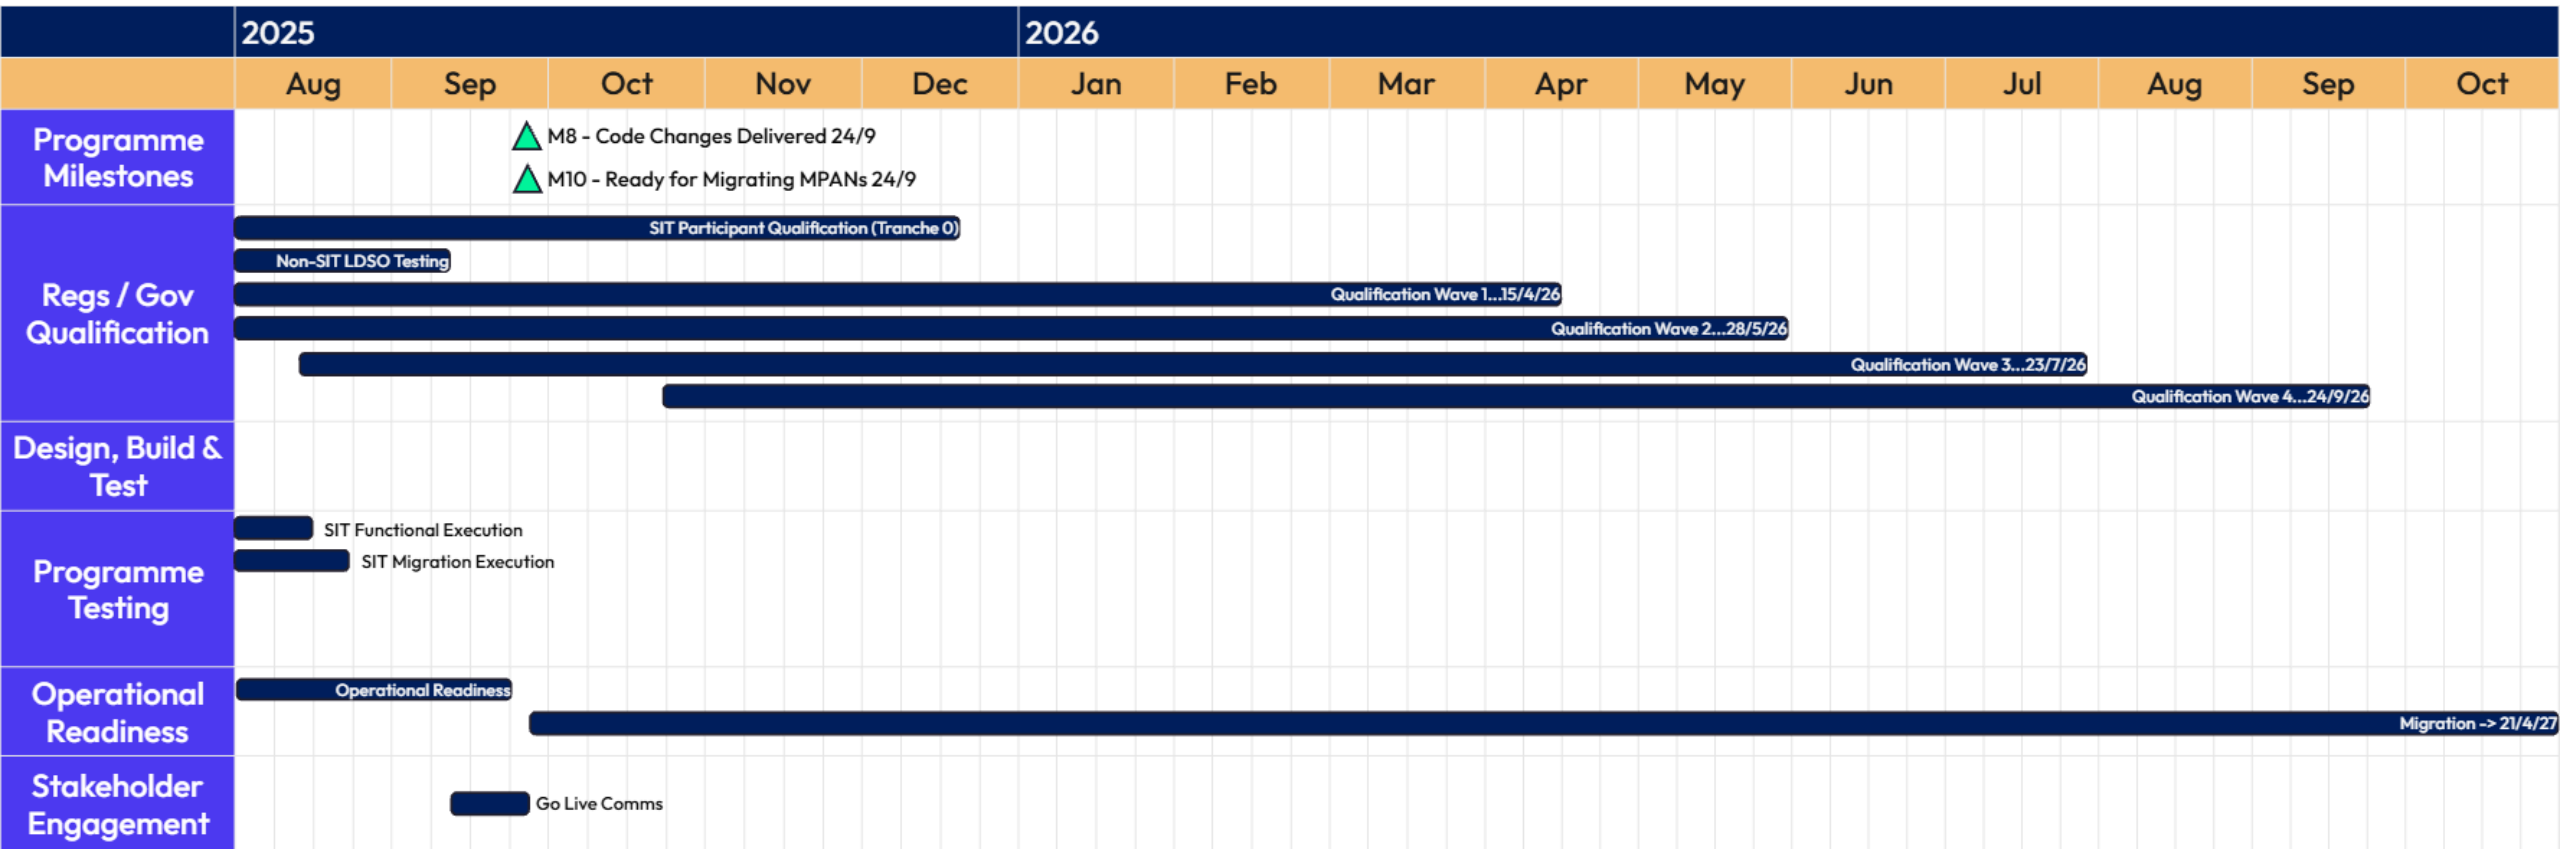 2025
2026
Aug
Sep
Oct
Nov
Dec
Jan
Feb
Mar
Apr
May
Jun
Jul
Aug
Sep
Oct
Programme
Milestones
M8 - Code Changes Delivered 24/9
M10 - Ready for Migrating MPANs 24/9
Regs / Gov
Qualification
SIT Participant Qualification (Tranche 0)
Non-SIT LDSO Testing
Qualification Wave 1...15/4/26
Qualification Wave 2...28/5/26
Qualification Wave 3...23/7/26
Qualification Wave 4...24/9/26
Design, Build &
Test
Programme
Testing
SIT Functional Execution
SIT Migration Execution
Operational
Readiness
Operational Readiness
Migration -> 21/4/27
Stakeholder
Engagement
Go Live Comms